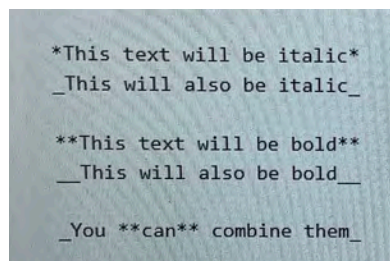 *This text will be italic*
_This will also be italic_
**This text will be bold**
__This will also be bold__
_You **can** combine them_